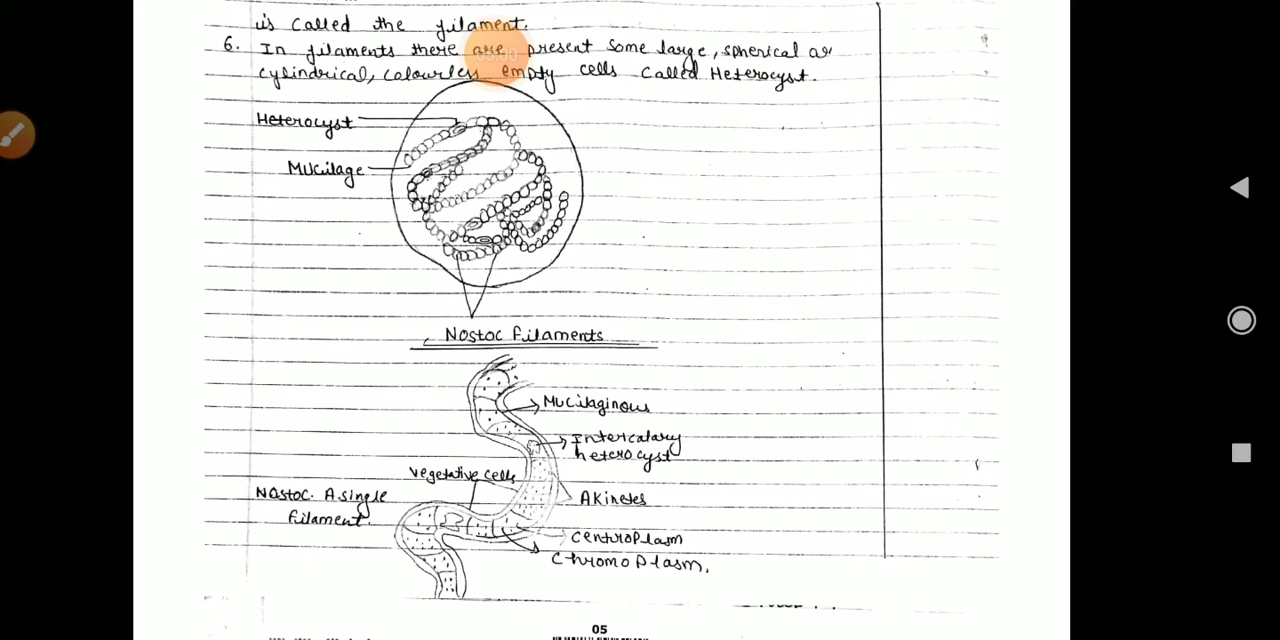 is called the filament.
6. In filaments there are present some large, spherical or
cylindrical, colourless empty cells called Heterocyst.
Heterocyst
Mucilage
Nostoc Filaments
Mucilaginous
Intercalary
heterocyst
Vegetative cells
Nostoc. A single
filament.
Akinetes
Centroplasm
Chromoplasm.
05